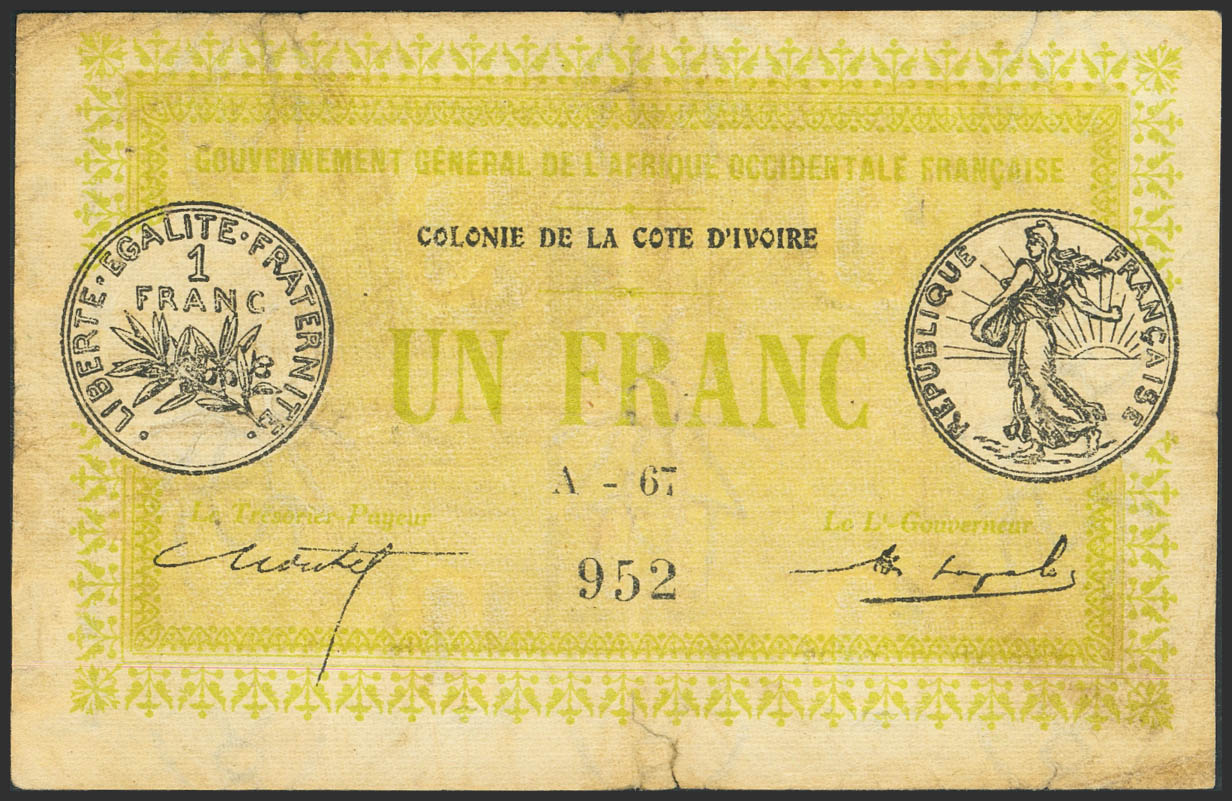 GOUVERNEMENT GÉNÉRAL DE L'AFRIQUE OCCIDENTALE FRANÇAISE
COLONIE DE LA COTE D'IVOIRE
LIBERTE·EGALITE·FRATERNITE·
1
FRANC
REPUBLIQUE FRANÇAISE
UN FRANC
A - 67
Le Trésorier-Payeur
Le Lt-Gouverneur
952